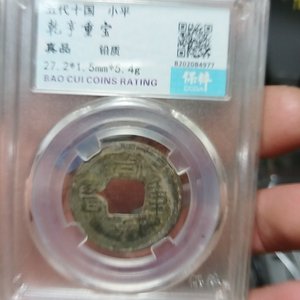 五代十国 小平
乾亨重宝
真品 铅质
27.2*1.5mm*5.4g
BAO CUI COINS RATING
8202084977
保粹